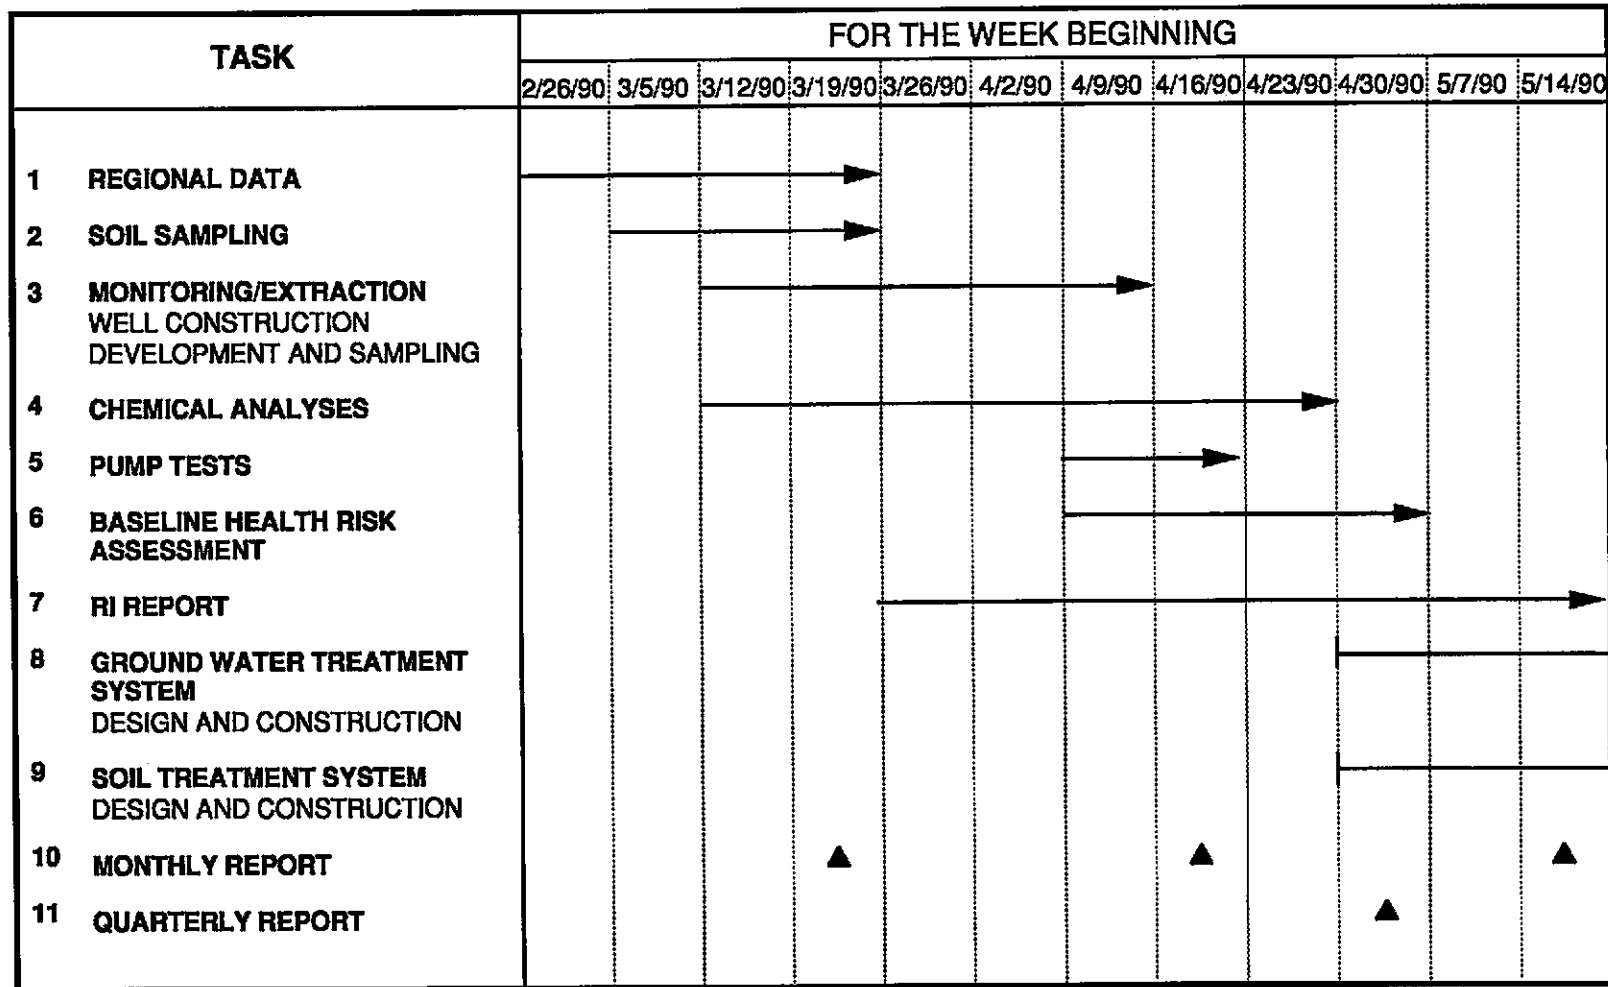 TASK
FOR THE WEEK BEGINNING
2/26/90 3/5/90 3/12/90 3/19/90 3/26/90 4/2/90 4/9/90 4/16/90 4/23/90 4/30/90 5/7/90 5/14/90
1 REGIONAL DATA
2 SOIL SAMPLING
3 MONITORING/EXTRACTION
WELL CONSTRUCTION
DEVELOPMENT AND SAMPLING
4 CHEMICAL ANALYSES
5 PUMP TESTS
6 BASELINE HEALTH RISK
ASSESSMENT
7 RI REPORT
8 GROUND WATER TREATMENT
SYSTEM
DESIGN AND CONSTRUCTION
9 SOIL TREATMENT SYSTEM
DESIGN AND CONSTRUCTION
10 MONTHLY REPORT
11 QUARTERLY REPORT